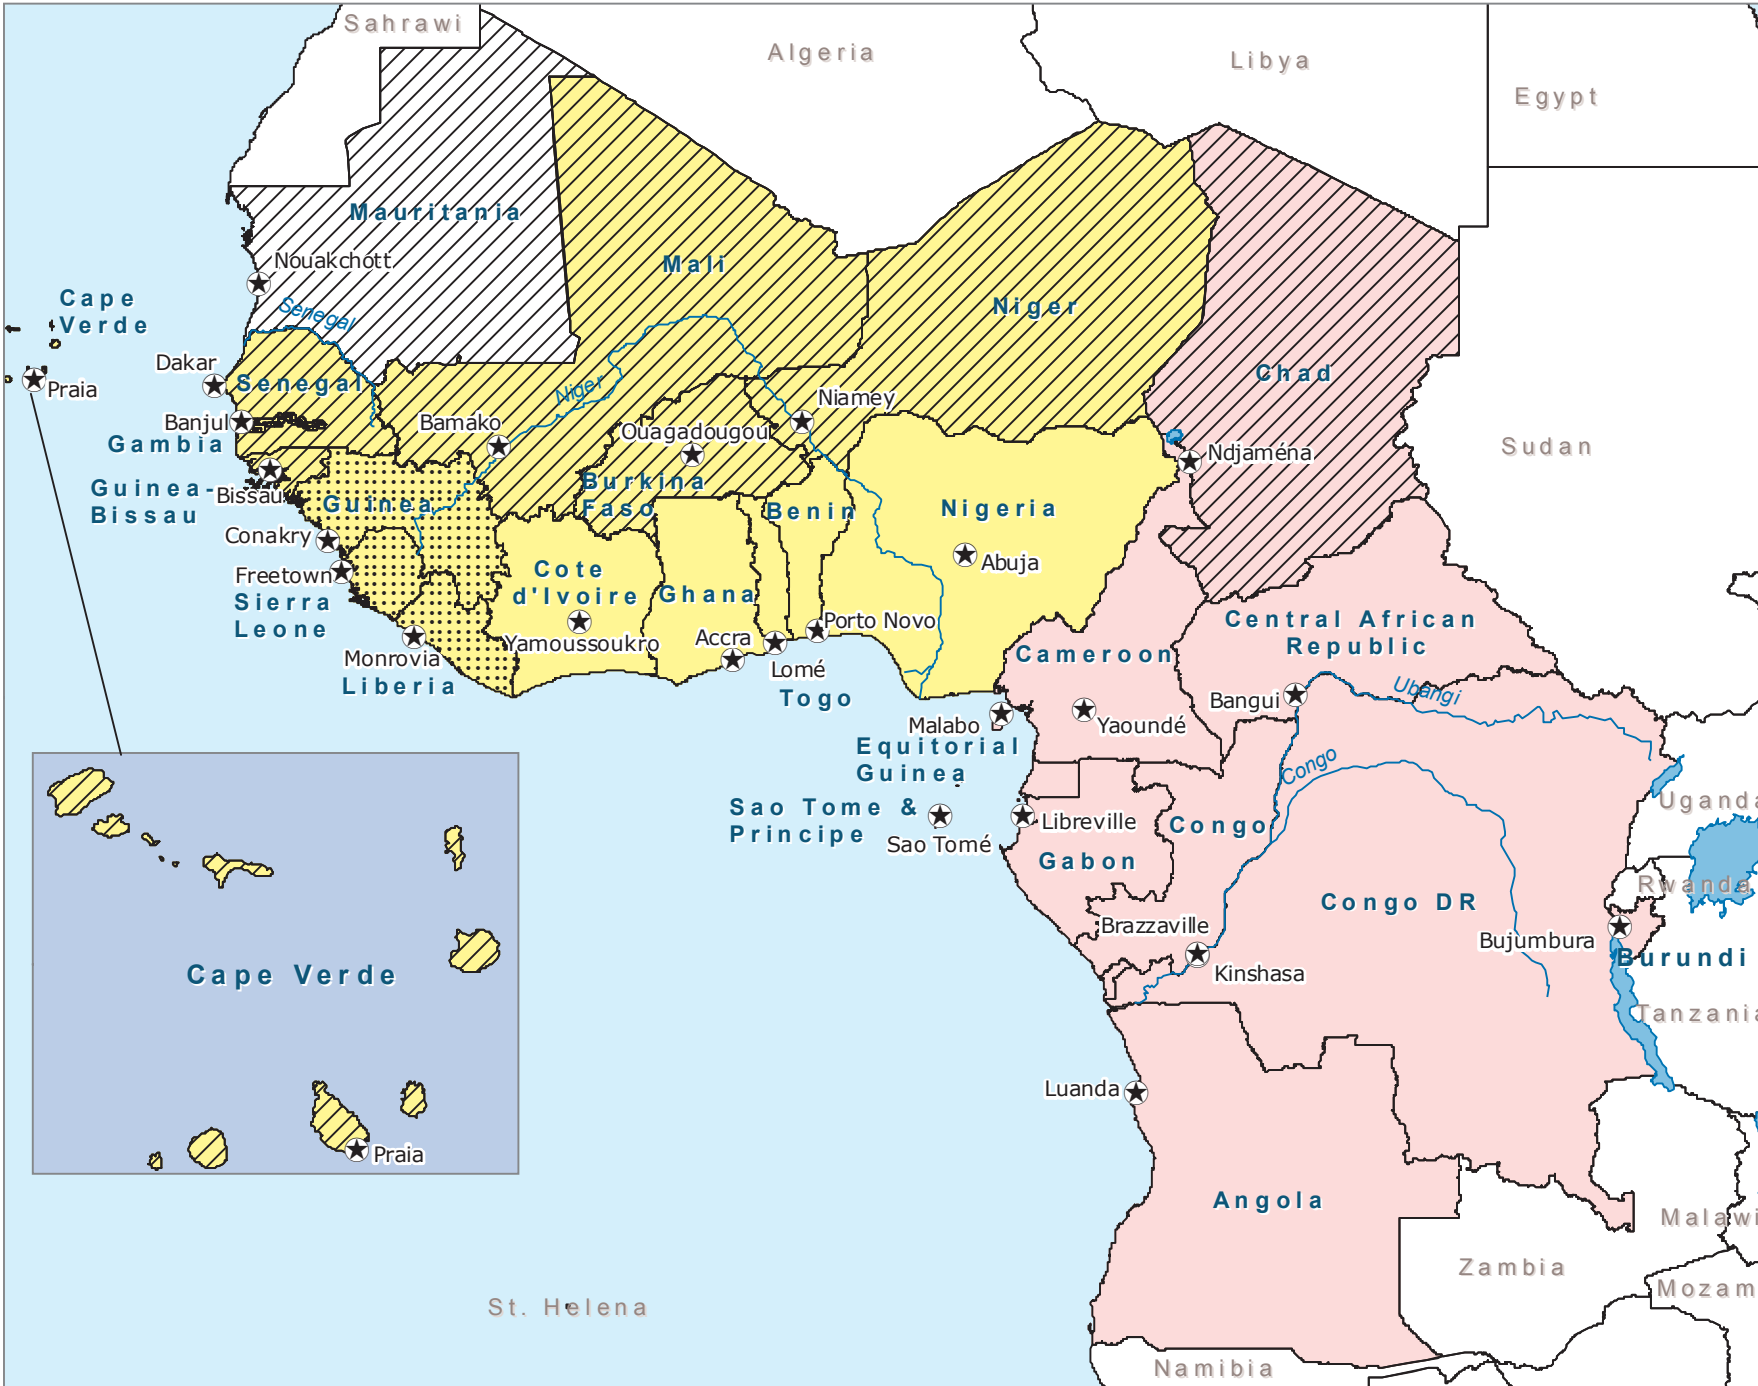 Sahrawi
Algeria
Libya
Egypt
Mauritania
Nouakchott
Mali
Niger
Cape
Verde
Senegal
Chad
Dakar
Senegal
Praia
Niger
Niamey
Banjul
Gambia
Bamako
Ouagadougou
Ndjaména
Sudan
Guinea-
Bissau
Bissau
Guinea
Burkina
Faso
Benin
Nigeria
Conakry
Abuja
Freetown
Sierra
Leone
Cote
d'Ivoire
Ghana
Yamoussoukro
Accra
Porto Novo
Central African
Republic
Monrovia
Liberia
Lomé
Togo
Cameroon
Bangui
Ubangi
Malabo
Yaoundé
Equitorial
Guinea
Congo
Sao Tome &
Principe
Sao Tomé
Libreville
Congo
Uganda
Gabon
Rwanda
Congo DR
Brazzaville
Bujumbura
Burundi
Kinshasa
Cape Verde
Tanzania
Luanda
Praia
Angola
Malawi
Zambia
Mozam
St. Helena
Namibia